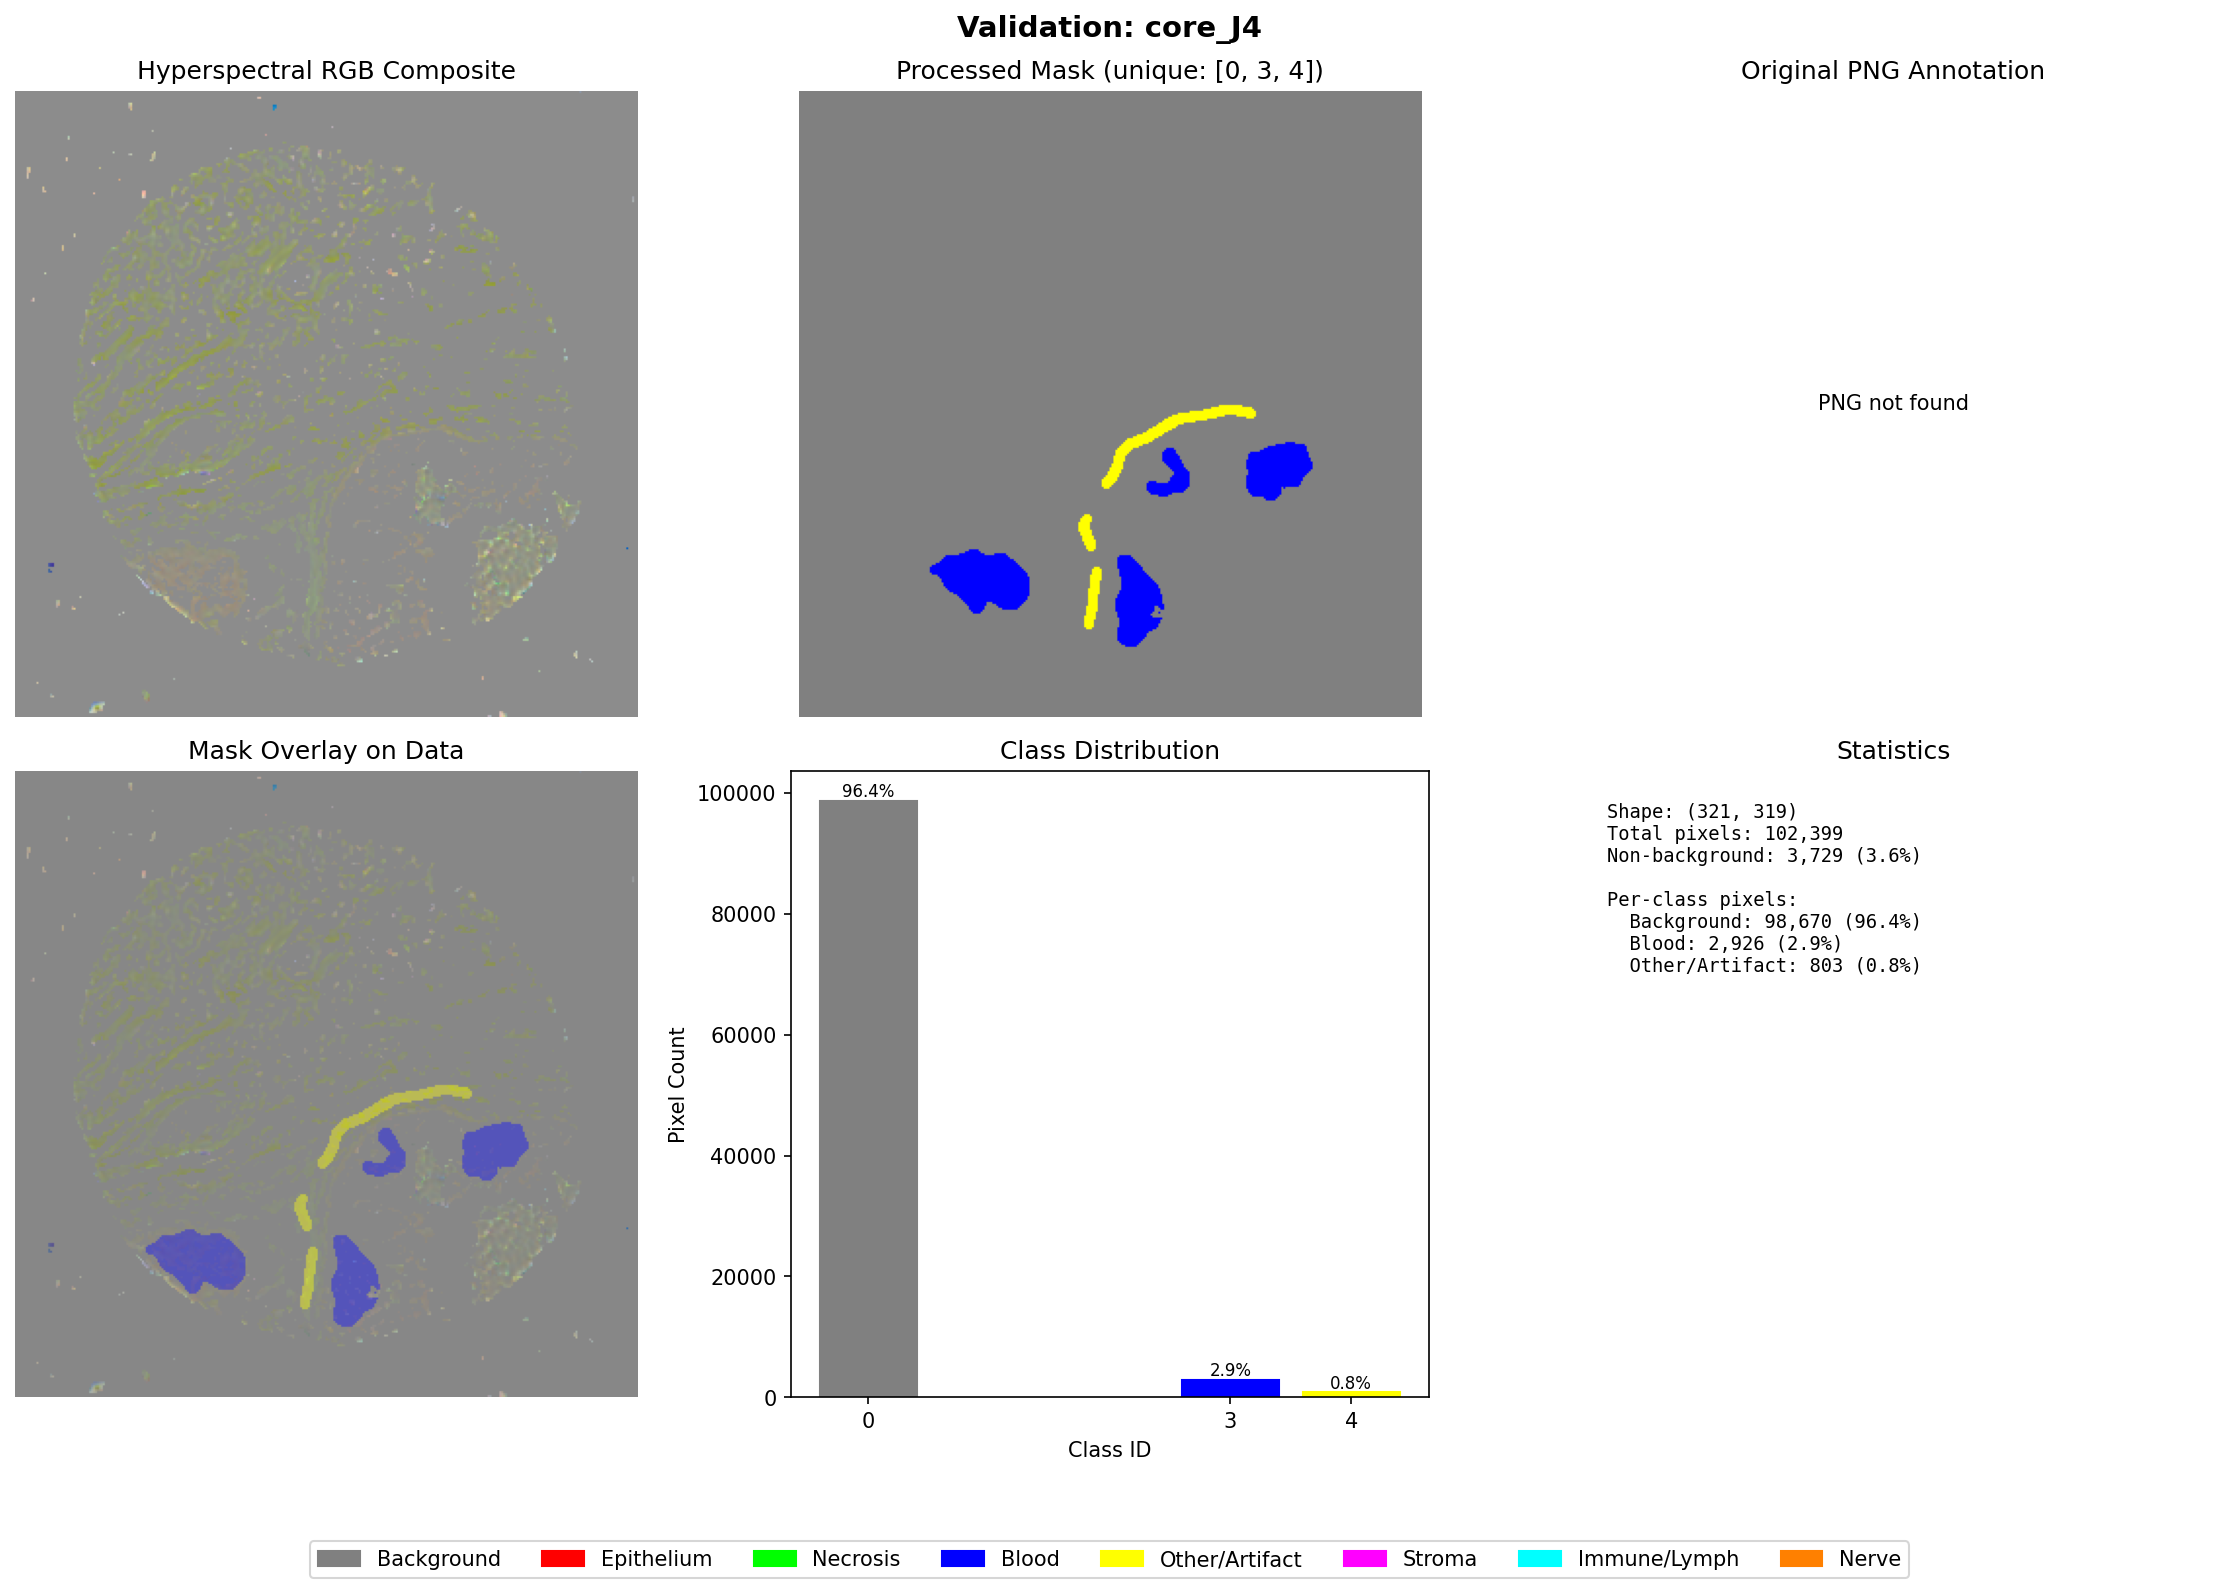 Validation: core_J4
Hyperspectral RGB Composite
Processed Mask (unique: [0, 3, 4])
Original PNG Annotation
PNG not found
Mask Overlay on Data
Class Distribution
Statistics
100000
80000
60000
40000
20000
0
Pixel Count
96.4%
2.9%
0.8%
0
3
4
Class ID
Shape: (321, 319)
Total pixels: 102,399
Non-background: 3,729 (3.6%)
Per-class pixels:
Background: 98,670 (96.4%)
Blood: 2,926 (2.9%)
Other/Artifact: 803 (0.8%)
Background
Epithelium
Necrosis
Blood
Other/Artifact
Stroma
Immune/Lymph
Nerve